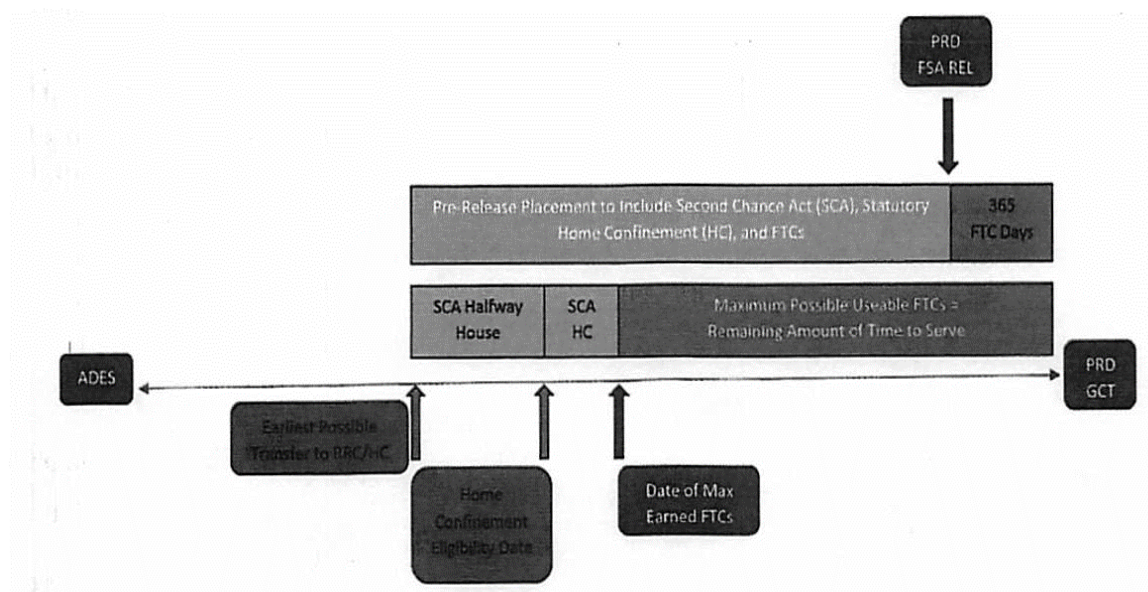 PRD
FSA REL
Pre-Release Placement to Include Second Chance Act (SCA), Statutory
Home Confinement (HC), and FTCs
365
FTC Days
SCA Halfway
House
SCA
HC
Maximum Possible Useable FTCs =
Remaining Amount of Time to Serve
ADES
PRD
GCT
Earliest Possible
Transfer to RRC/HC
Home
Confinement
Eligibility Date
Date of Max
Earned FTCs